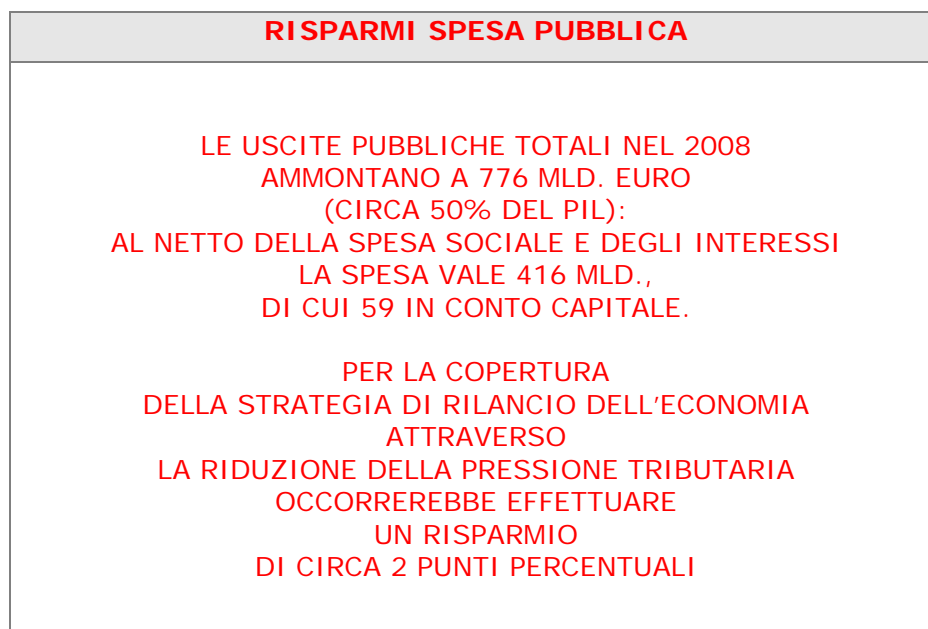 RISPARMI SPESA PUBBLICA
LE USCITE PUBBLICHE TOTALI NEL 2008
AMMONTANO A 776 MLD. EURO
(CIRCA 50% DEL PIL):
AL NETTO DELLA SPESA SOCIALE E DEGLI INTERESSI
LA SPESA VALE 416 MLD.,
DI CUI 59 IN CONTO CAPITALE.
PER LA COPERTURA
DELLA STRATEGIA DI RILANCIO DELL’ECONOMIA
ATTRAVERSO
LA RIDUZIONE DELLA PRESSIONE TRIBUTARIA
OCCORREREBBE EFFETTUARE
UN RISPARMIO
DI CIRCA 2 PUNTI PERCENTUALI